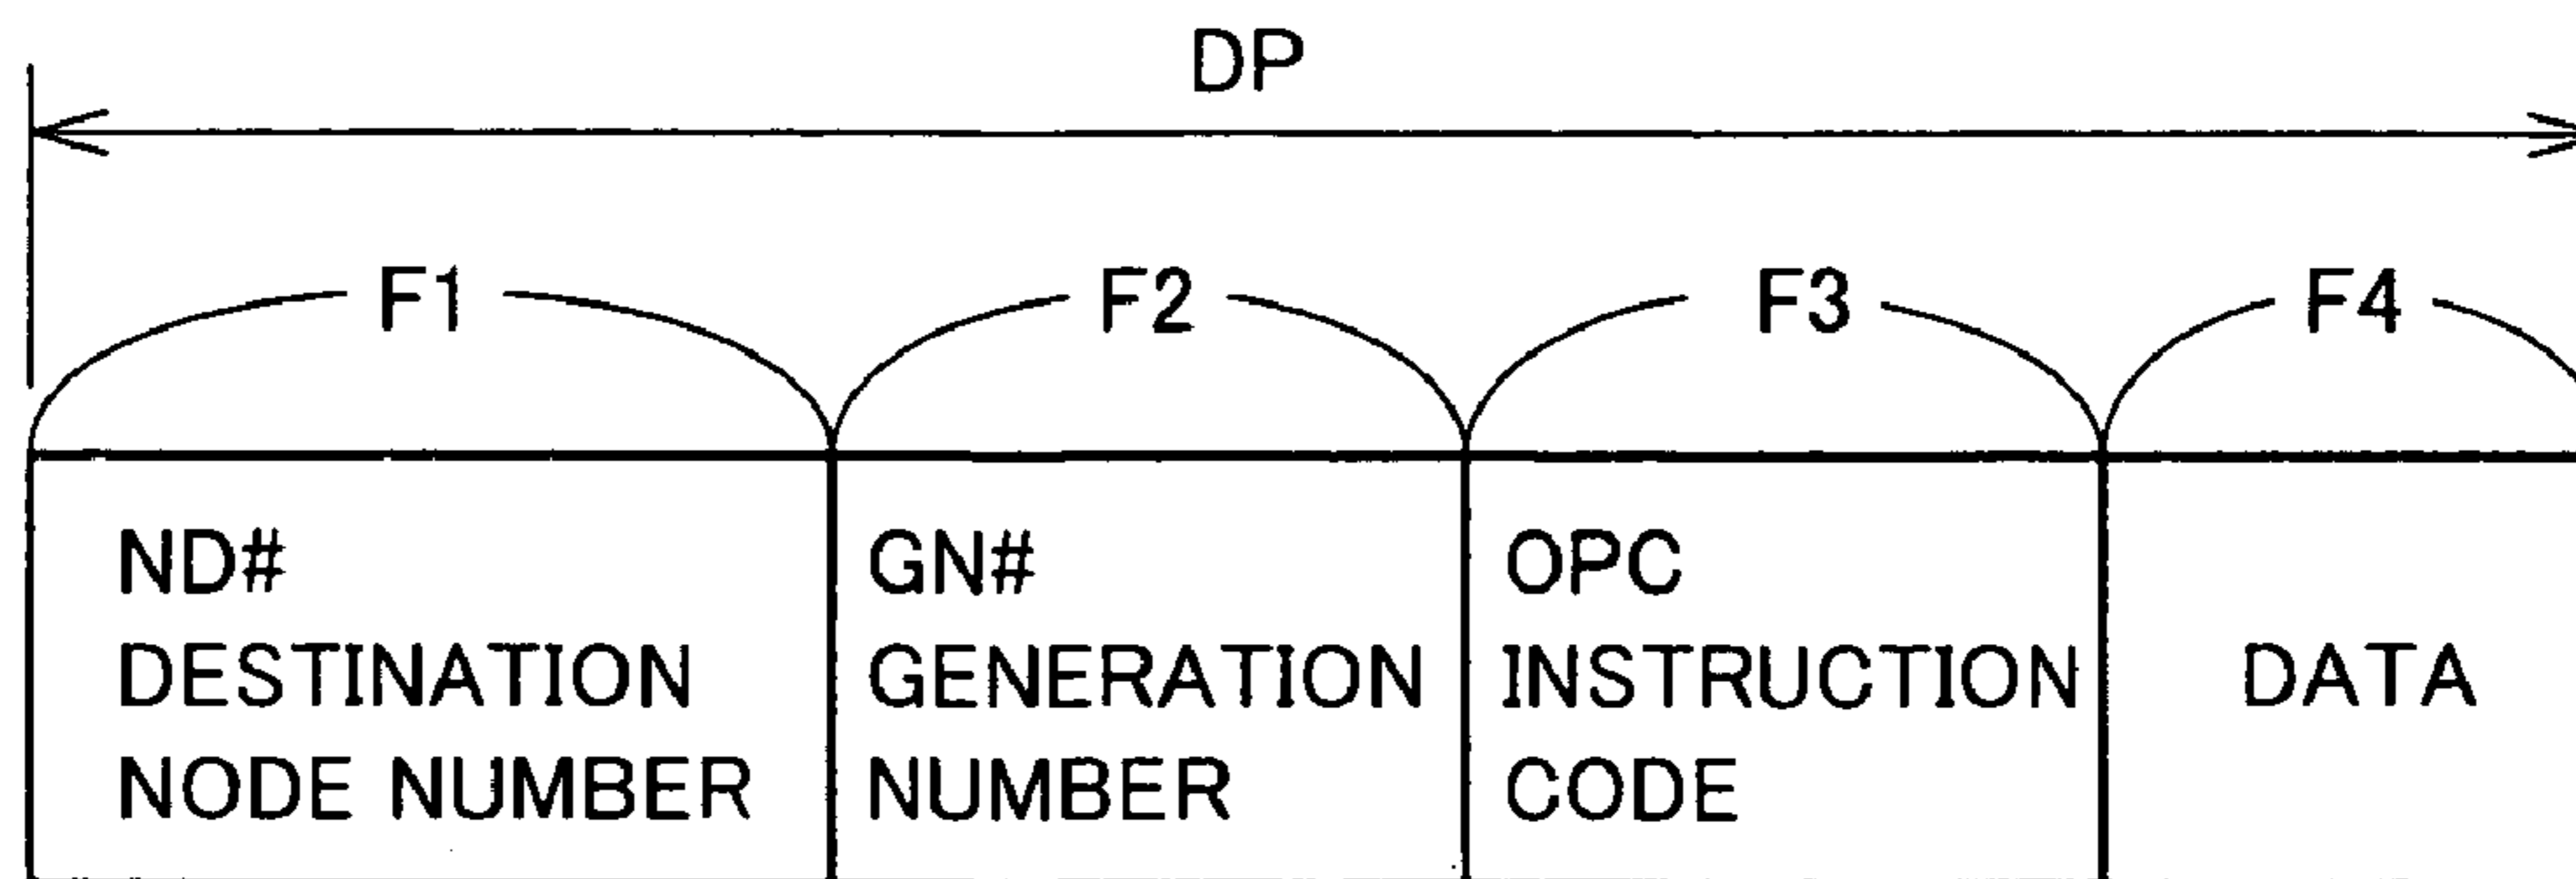 DP
F1 F2 F3 F4
ND# GN# OPC
DESTINATION GENERATION INSTRUCTION DATA
NODE NUMBER NUMBER CODE